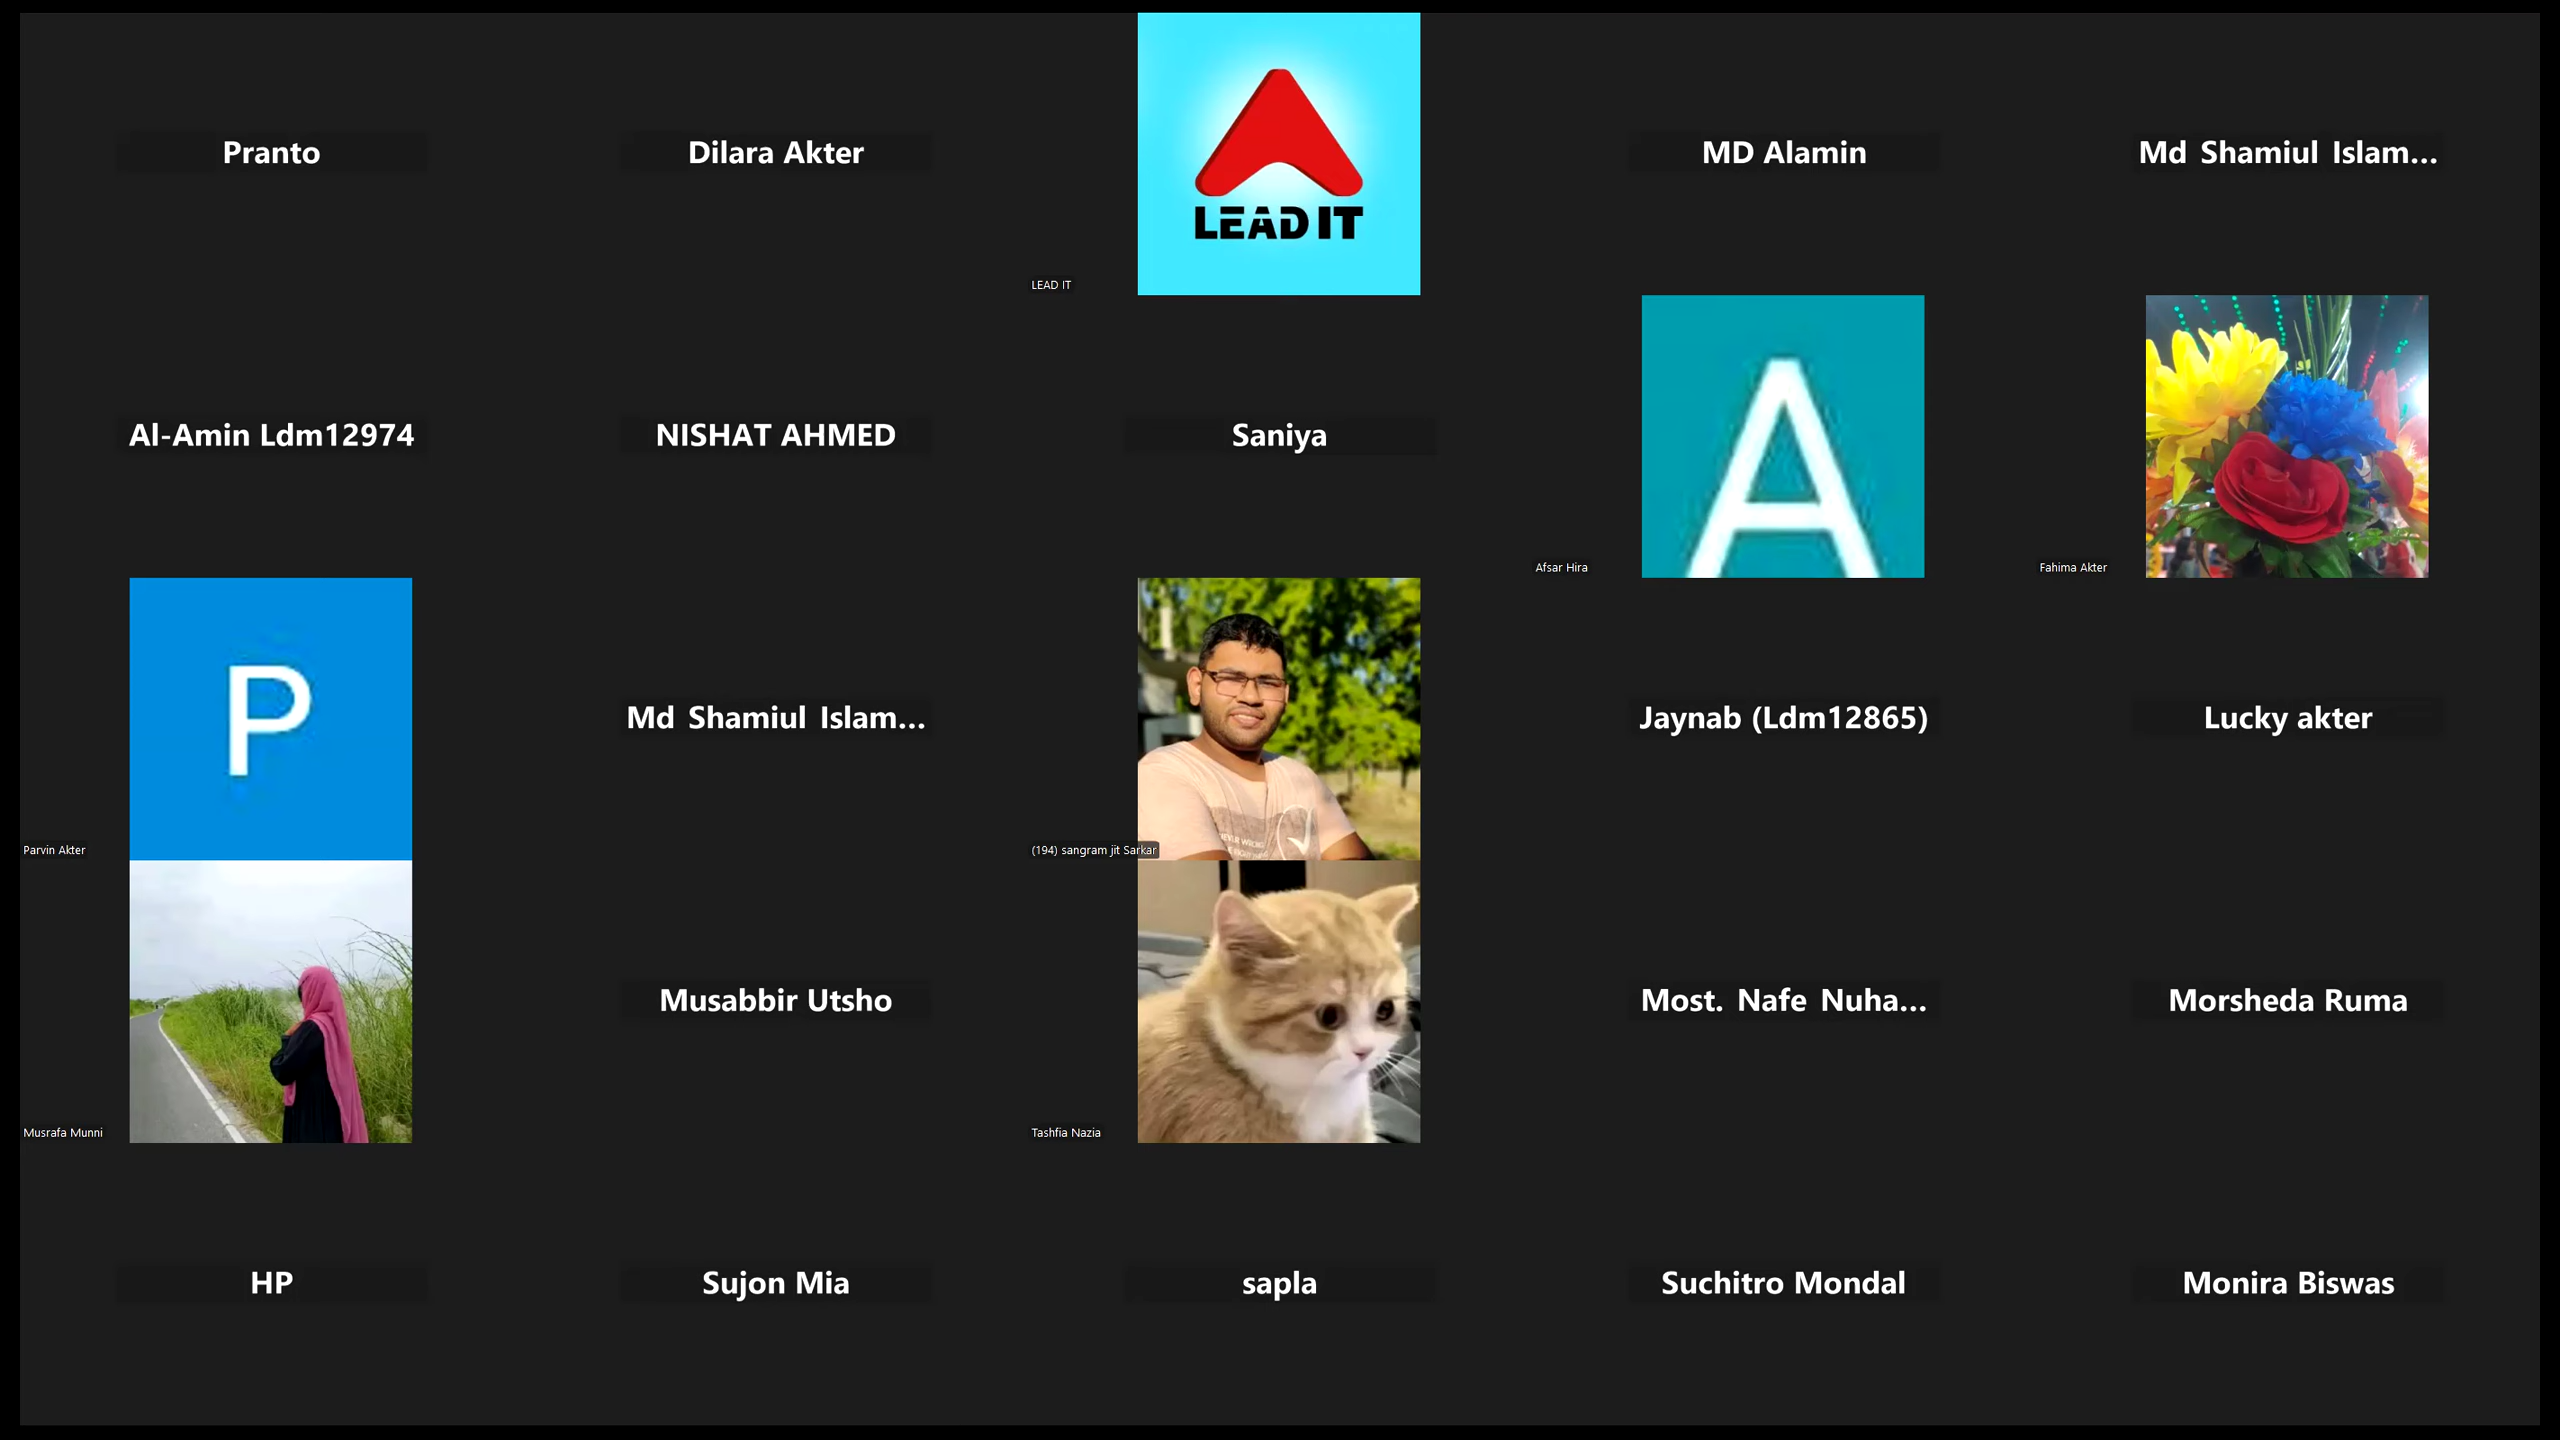 Pranto
Dilara Akter
LEAD IT
LEAD IT
MD Alamin
Md Shamiul Islam...
Al-Amin Ldm12974
NISHAT AHMED
Saniya
A
Afsar Hira
Fahima Akter
P
Parvin Akter
Md Shamiul Islam...
(194) sangram jit Sarkar
Jaynab (Ldm12865)
Lucky akter
Musrafa Munni
Musabbir Utsho
Tashfia Nazia
Most. Nafe Nuha...
Morsheda Ruma
HP
Sujon Mia
sapla
Suchitro Mondal
Monira Biswas